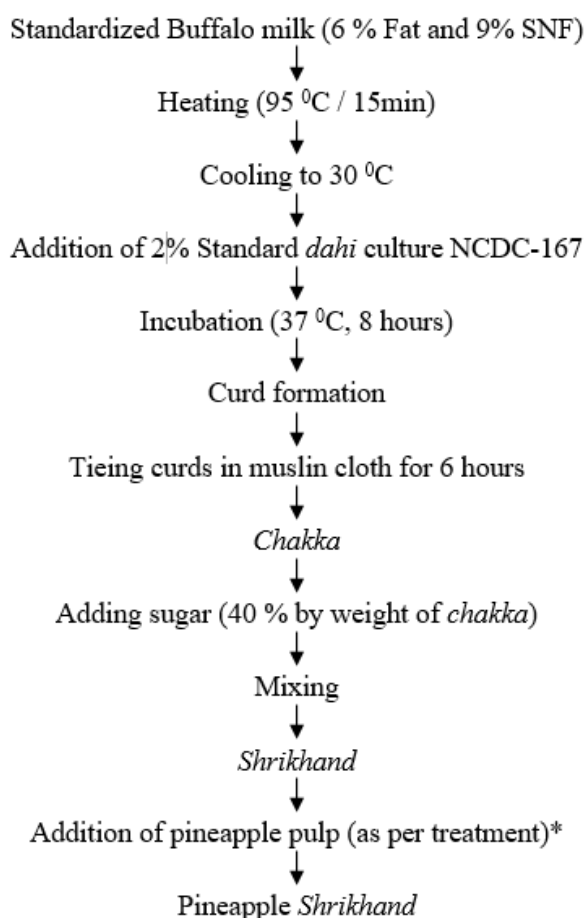 Standardized Buffalo milk (6 % Fat and 9% SNF)
Heating (95 ⁰C / 15min)
Cooling to 30 ⁰C
Addition of 2% Standard dahi culture NCDC-167
Incubation (37 ⁰C, 8 hours)
Curd formation
Tieing curds in muslin cloth for 6 hours
Chakka
Adding sugar (40 % by weight of chakka)
Mixing
Shrikhand
Addition of pineapple pulp (as per treatment)*
Pineapple Shrikhand